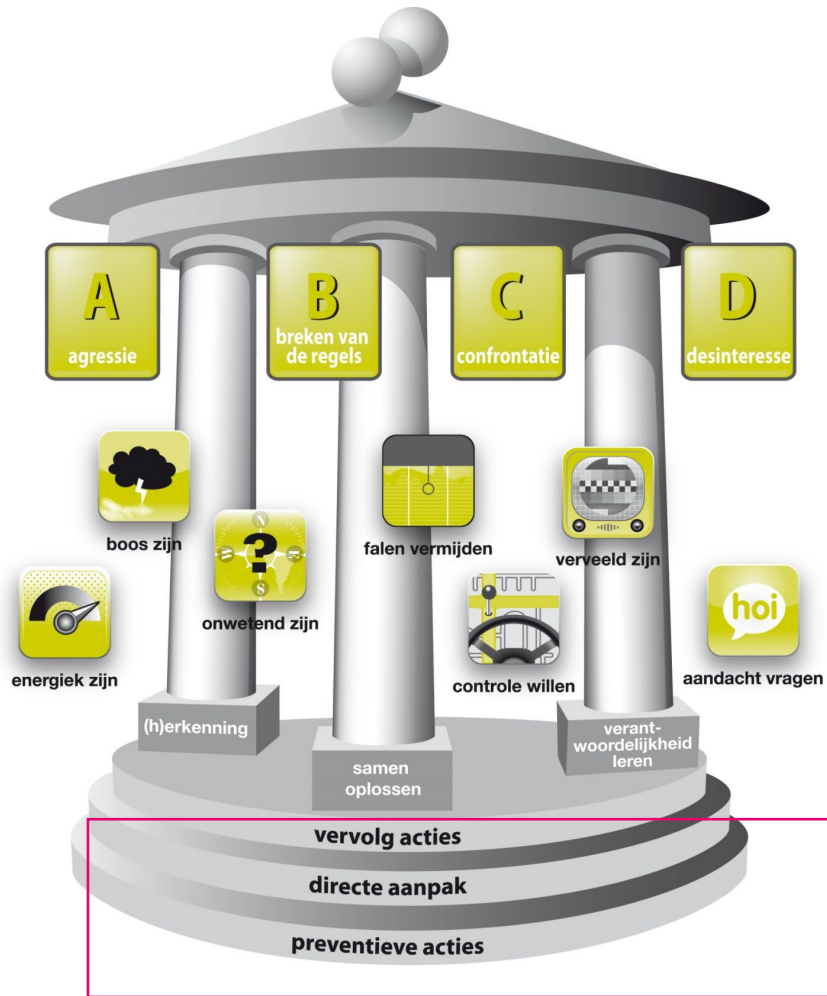 A
agressie
B
breken van
de regels
C
confrontatie
D
desinteresse
boos zijn
onwetend zijn
energiek zijn
falen vermijden
verveeld zijn
hoi
controle willen
aandacht vragen
(h)erkenning
samen
oplossen
verant-
woordelijkheid
leren
vervolg acties
directe aanpak
preventieve acties
N
W
E
S
?